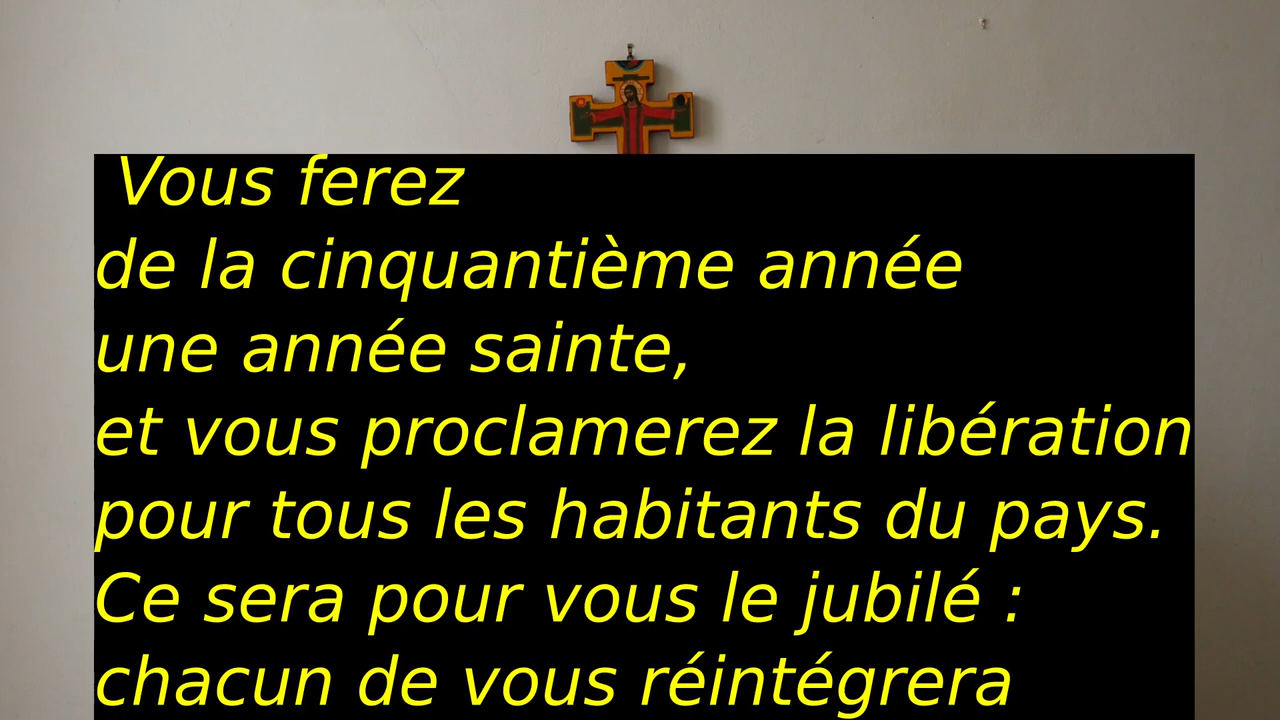 Vous ferez
de la cinquantième année
une année sainte,
et vous proclamerez la libération
pour tous les habitants du pays.
Ce sera pour vous le jubilé :
chacun de vous réintégrera